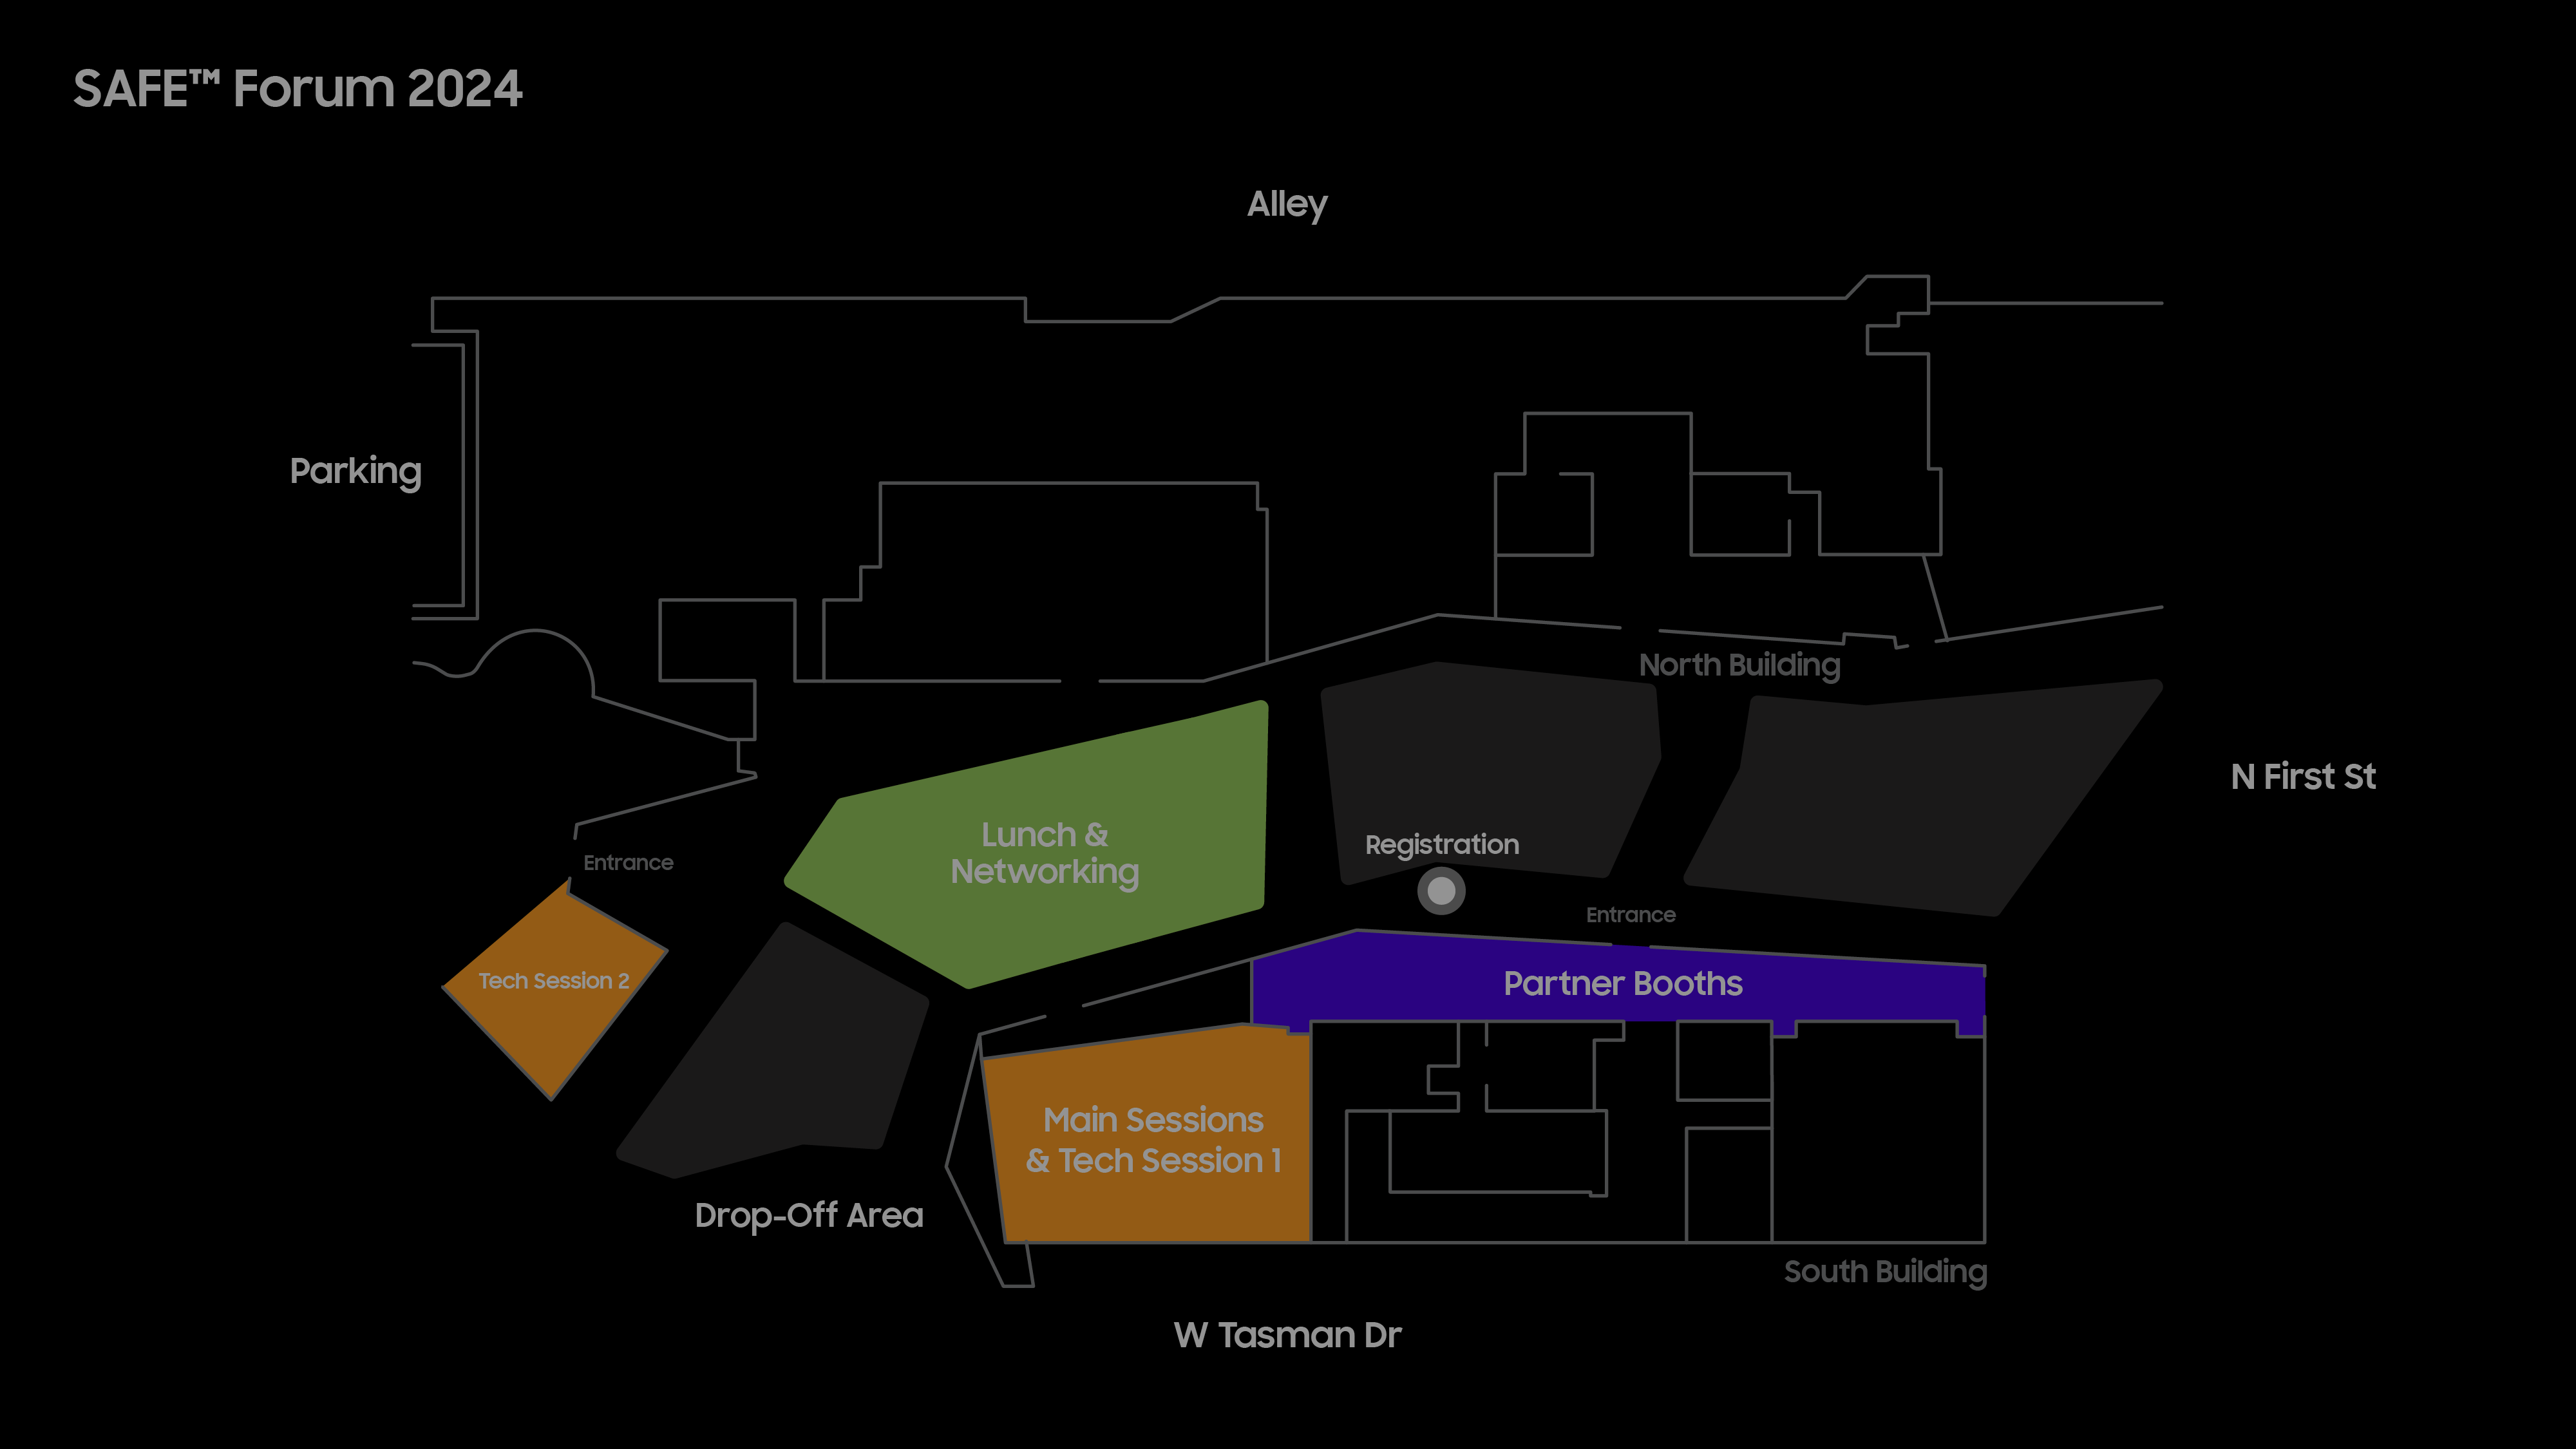 SAFE™ Forum 2024
Alley
Parking
North Building
N First St
Lunch &
Networking
Registration
Entrance
Entrance
Tech Session 2
Partner Booths
Main Sessions
& Tech Session 1
Drop-Off Area
South Building
W Tasman Dr